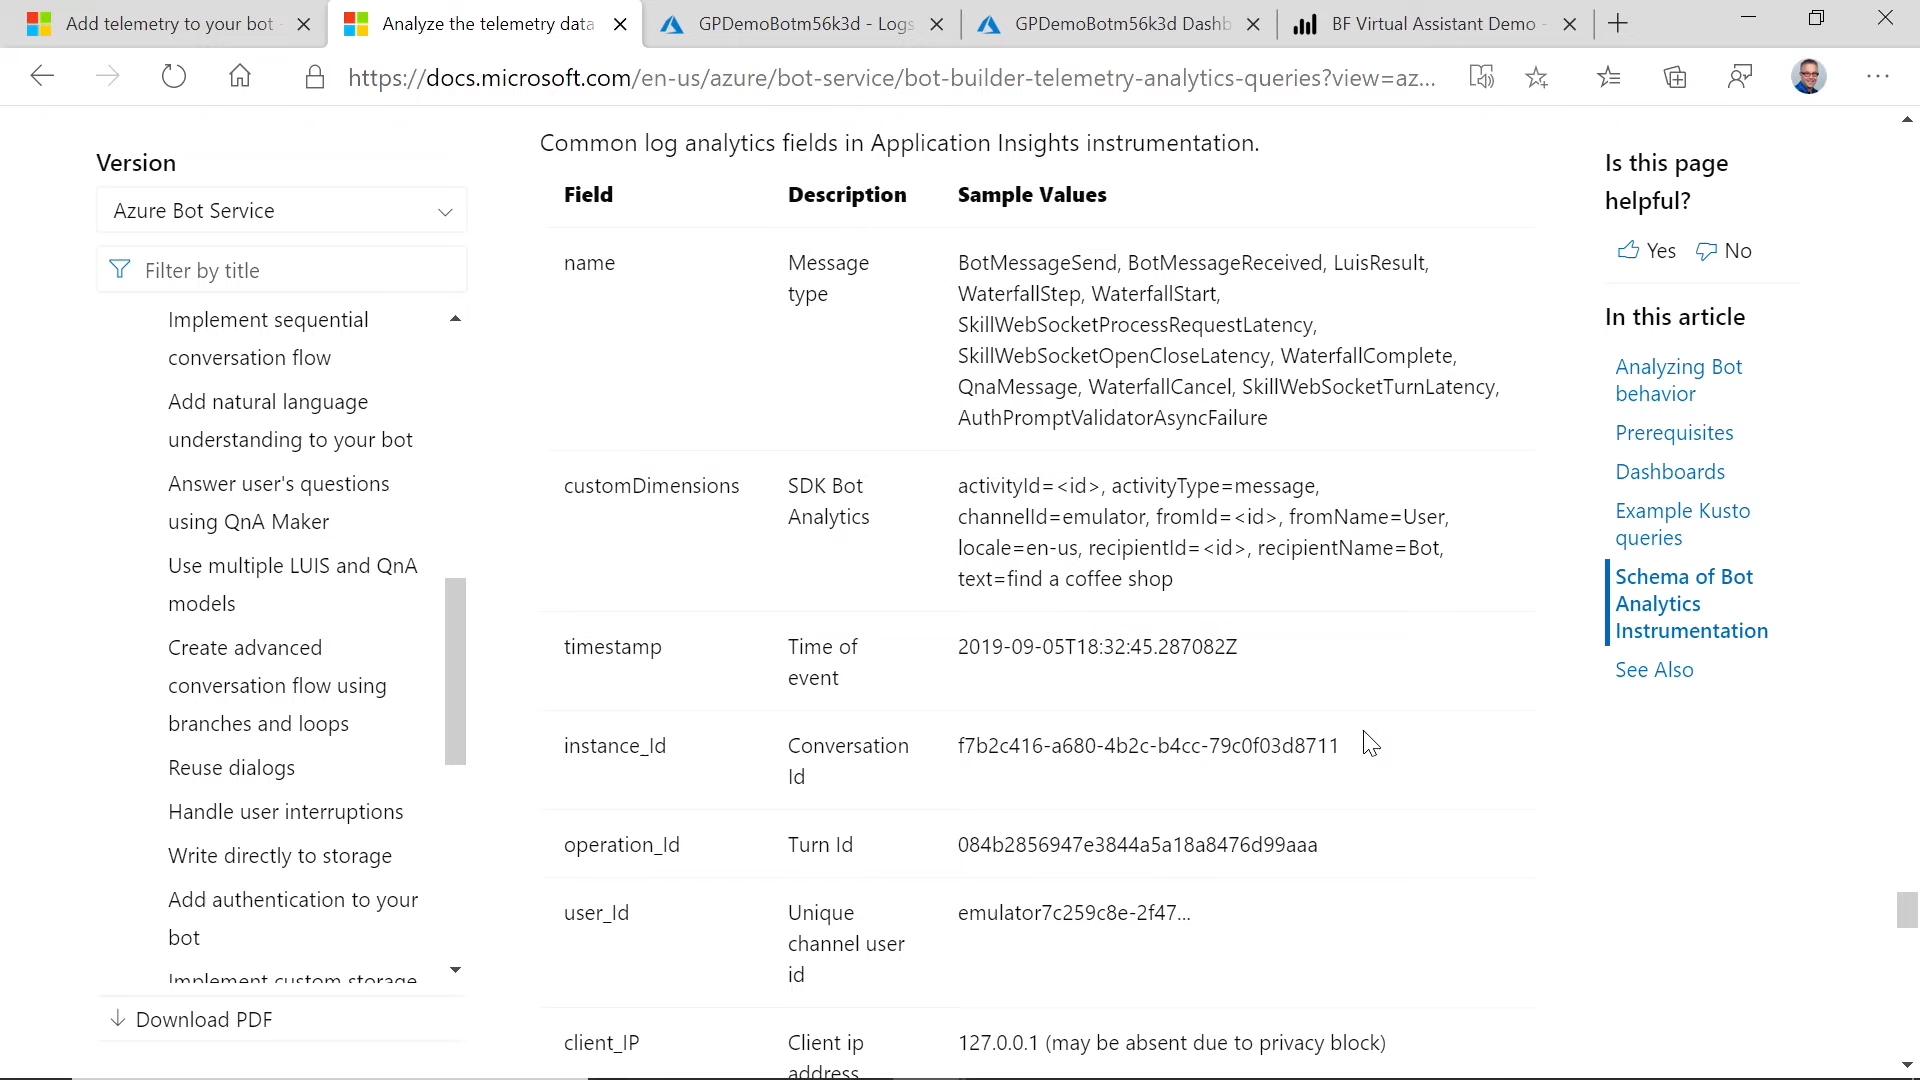 Add telemetry to your bot
Analyze the telemetry data
GPDemoBotm56k3d - Logs
GPDemoBotm56k3d Dashb
BF Virtual Assistant Demo -
https://docs.microsoft.com/en-us/azure/bot-service/bot-builder-telemetry-analytics-queries?view=az...
Version
Azure Bot Service
Filter by title
Implement sequential
conversation flow
Add natural language
understanding to your bot
Answer user's questions
using QnA Maker
Use multiple LUIS and QnA
models
Create advanced
conversation flow using
branches and loops
Reuse dialogs
Handle user interruptions
Write directly to storage
Add authentication to your
bot
Implement custom storage
Download PDF
Common log analytics fields in Application Insights instrumentation.
Field Description Sample Values
name Message BotMessageSend, BotMessageReceived, LuisResult,
type WaterfallStep, WaterfallStart,
SkillWebSocketProcessRequestLatency,
SkillWebSocketOpenCloseLatency, WaterfallComplete,
QnaMessage, WaterfallCancel, SkillWebSocketTurnLatency,
AuthPromptValidatorAsyncFailure
customDimensions SDK Bot activityId=<id>, activityType=message,
Analytics channelId=emulator, fromId=<id>, fromName=User,
locale=en-us, recipientId=<id>, recipientName=Bot,
text=find a coffee shop
timestamp Time of 2019-09-05T18:32:45.287082Z
event
instance_Id Conversation f7b2c416-a680-4b2c-b4cc-79c0f03d8711
Id
operation_Id Turn Id 084b2856947e3844a5a18a8476d99aaa
user_Id Unique emulator7c259c8e-2f47...
channel user
id
client_IP Client ip 127.0.0.1 (may be absent due to privacy block)
address
Is this page
helpful?
Yes No
In this article
Analyzing Bot
behavior
Prerequisites
Dashboards
Example Kusto
queries
Schema of Bot
Analytics
Instrumentation
See Also